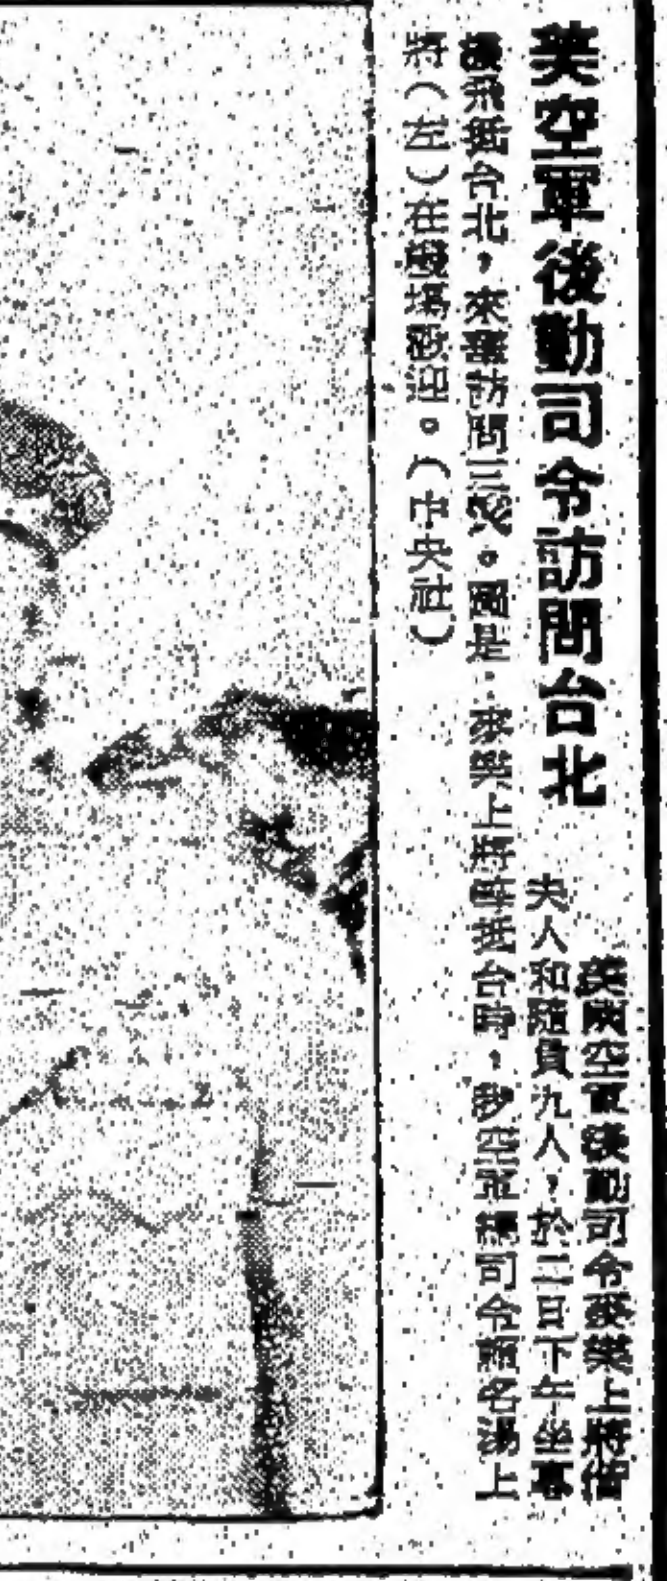 美空軍後勤司令訪問台北
美國空軍後勤司令麥樂上將偕
夫人和隨員九人，於二日下午坐專
機飛抵台北，來華訪問三天。圖是：麥樂上將偕抵台時，我空軍總司令賴名湯上
將（左）在機場歡迎。（中央社）